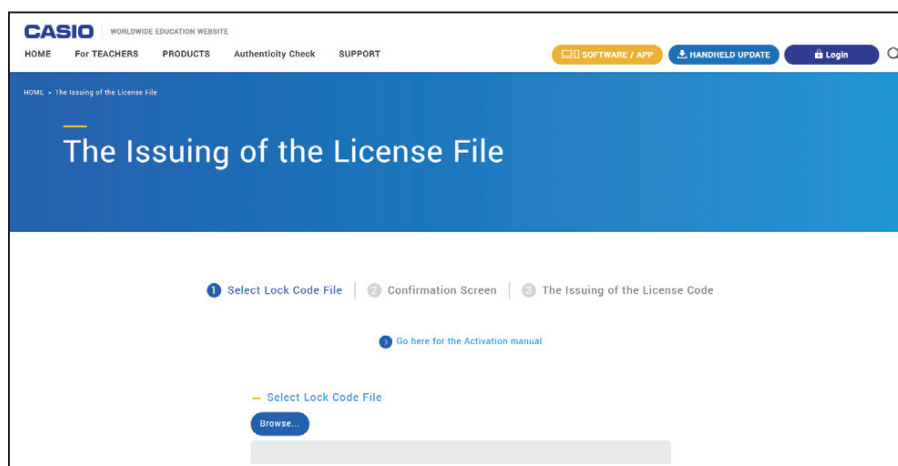 CASIO WORLDWIDE EDUCATION WEBSITE
HOME For TEACHERS PRODUCTS Authenticity Check SUPPORT SOFTWARE / APP HANDHELD UPDATE Login
HOME > The Issuing of the License File
The Issuing of the License File
1 Select Lock Code File 2 Confirmation Screen 3 The Issuing of the License Code
Go here for the Activation manual
Select Lock Code File
Browse...